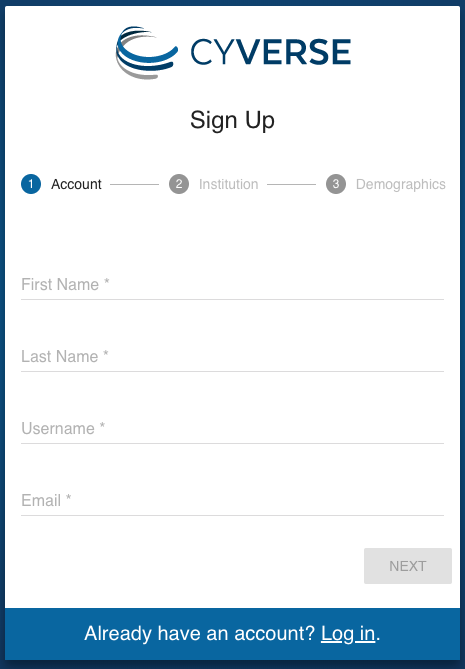 CYVERSE
Sign Up
1 Account 2 Institution 3 Demographics
First Name *
Last Name *
Username *
Email *
NEXT
Already have an account? Log in.